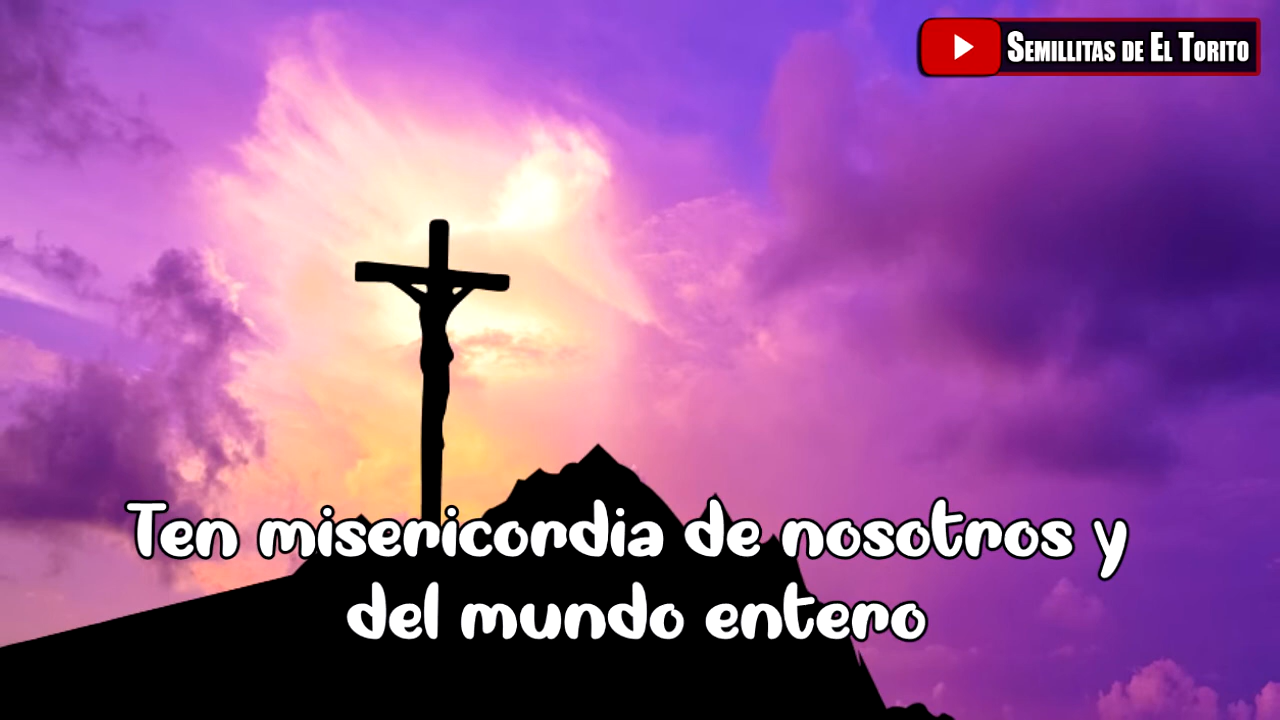 SEMILLITAS DE EL TORITO
Ten misericordia de nosotros y
del mundo entero